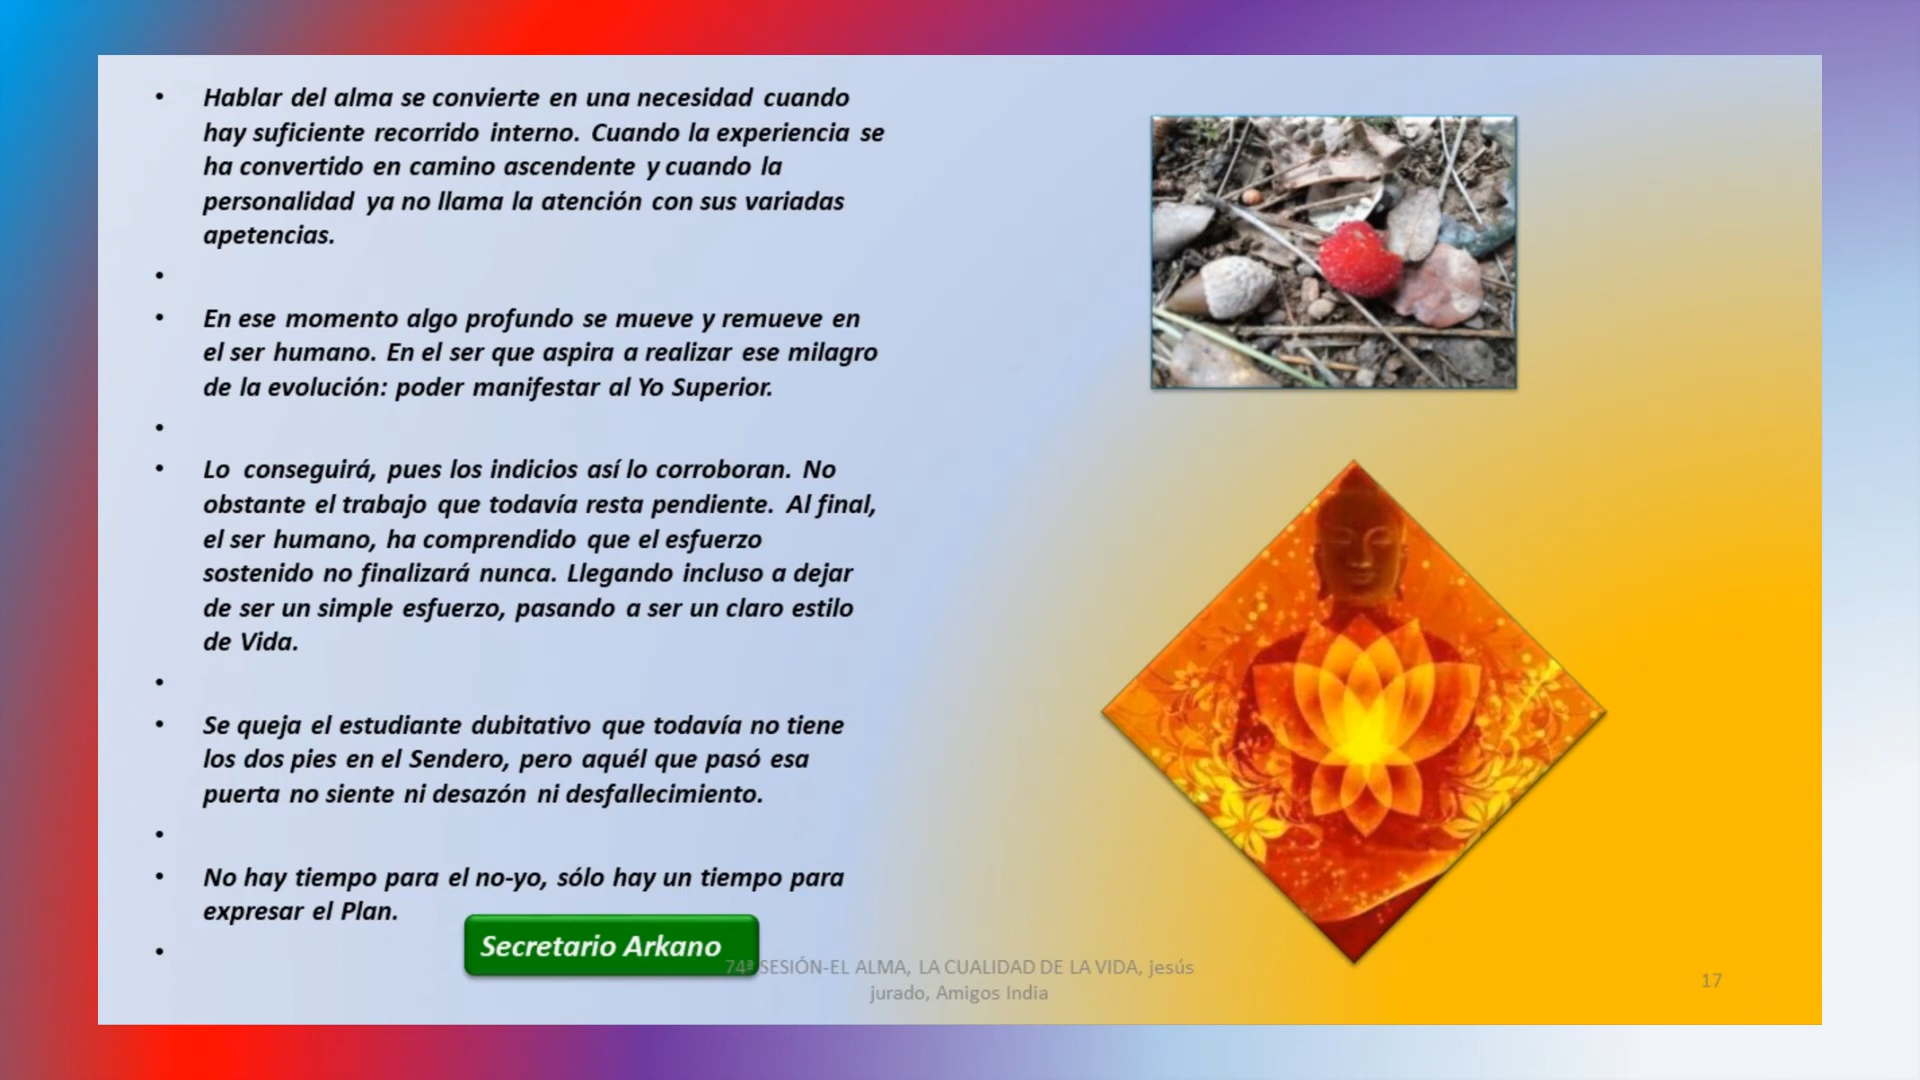 Hablar del alma se convierte en una necesidad cuando
hay suficiente recorrido interno. Cuando la experiencia se
ha convertido en camino ascendente y cuando la
personalidad ya no llama la atención con sus variadas
apetencias.
En ese momento algo profundo se mueve y remueve en
el ser humano. En el ser que aspira a realizar ese milagro
de la evolución: poder manifestar al Yo Superior.
Lo conseguirá, pues los indicios así lo corroboran. No
obstante el trabajo que todavía resta pendiente. Al final,
el ser humano, ha comprendido que el esfuerzo
sostenido no finalizará nunca. Llegando incluso a dejar
de ser un simple esfuerzo, pasando a ser un claro estilo
de Vida.
Se queja el estudiante dubitativo que todavía no tiene
los dos pies en el Sendero, pero aquél que pasó esa
puerta no siente ni desazón ni desfallecimiento.
No hay tiempo para el no-yo, sólo hay un tiempo para
expresar el Plan.
Secretario Arkano
74ª SESIÓN-EL ALMA, LA CUALIDAD DE LA VIDA, jesús
jurado, Amigos India
17